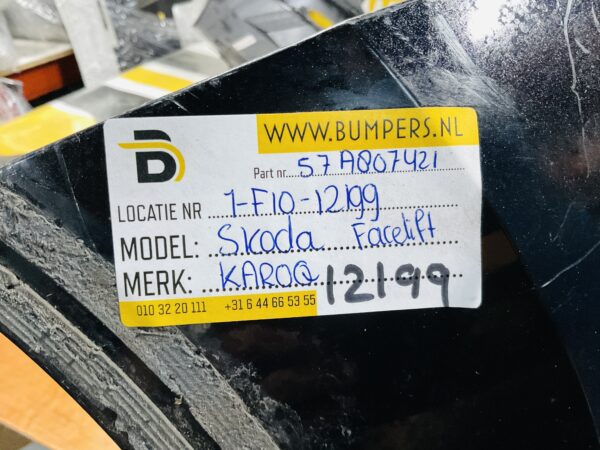 WWW.BUMPERS.NL
Part nr. 57A807421
LOCATIE NR 1-F10-12199
MODEL: Skoda Facelift
MERK: KAROQ 12199
010 32 20 111 +31 6 44 66 53 55